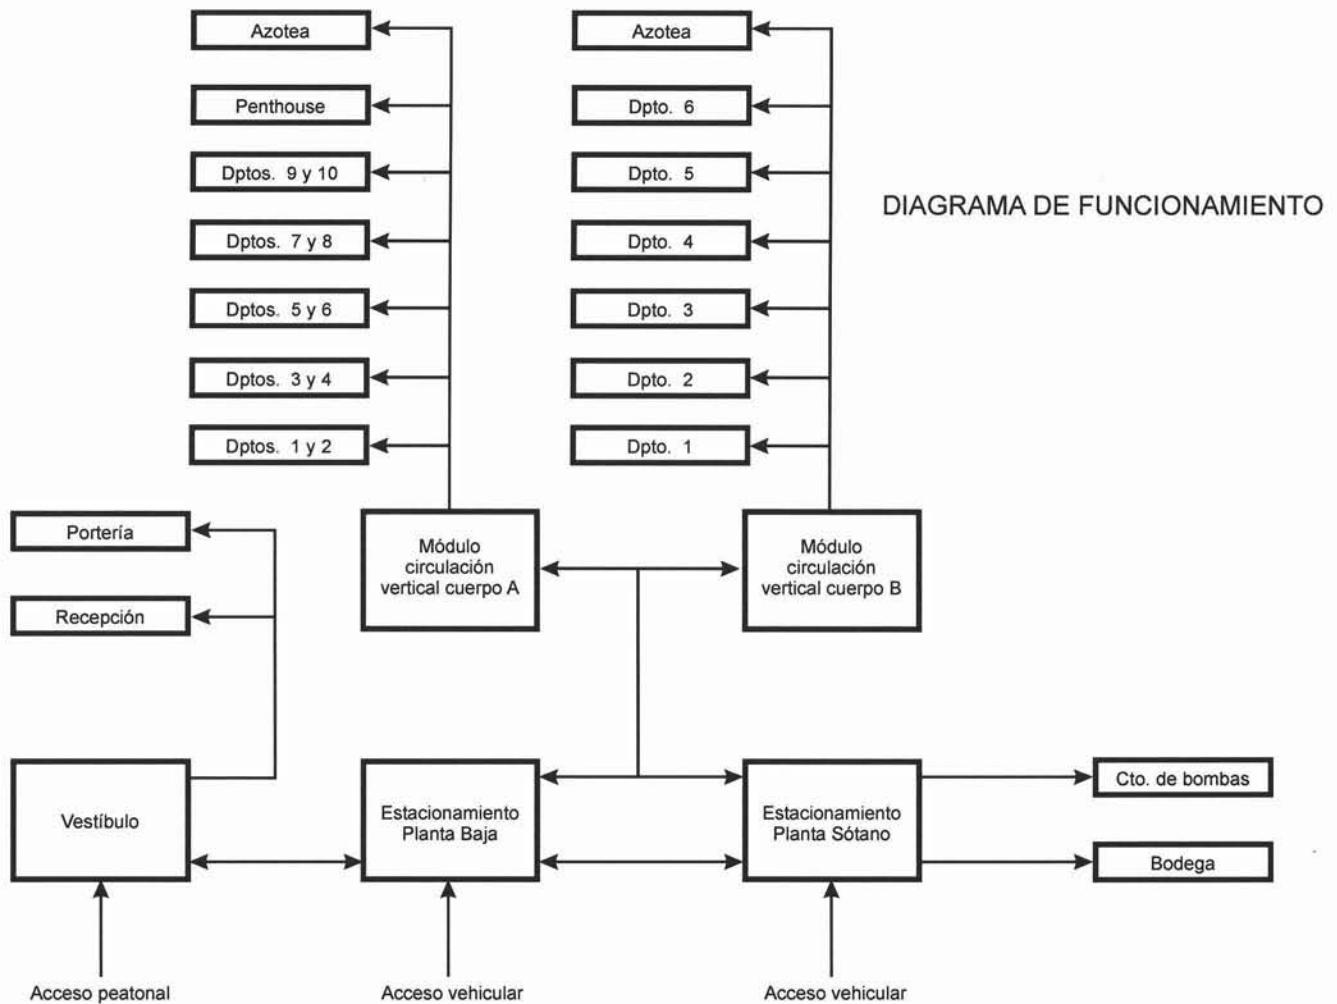 Azotea
Azotea
Penthouse
Dpto. 6
Dptos. 9 y 10
Dpto. 5
DIAGRAMA DE FUNCIONAMIENTO
Dptos. 7 y 8
Dpto. 4
Dptos. 5 y 6
Dpto. 3
Dptos. 3 y 4
Dpto. 2
Dptos. 1 y 2
Dpto. 1
Portería
Recepción
Módulo
circulación
vertical cuerpo A
Módulo
circulación
vertical cuerpo B
Vestíbulo
Estacionamiento
Planta Baja
Estacionamiento
Planta Sótano
Cto. de bombas
Bodega
Acceso peatonal
Acceso vehicular
Acceso vehicular